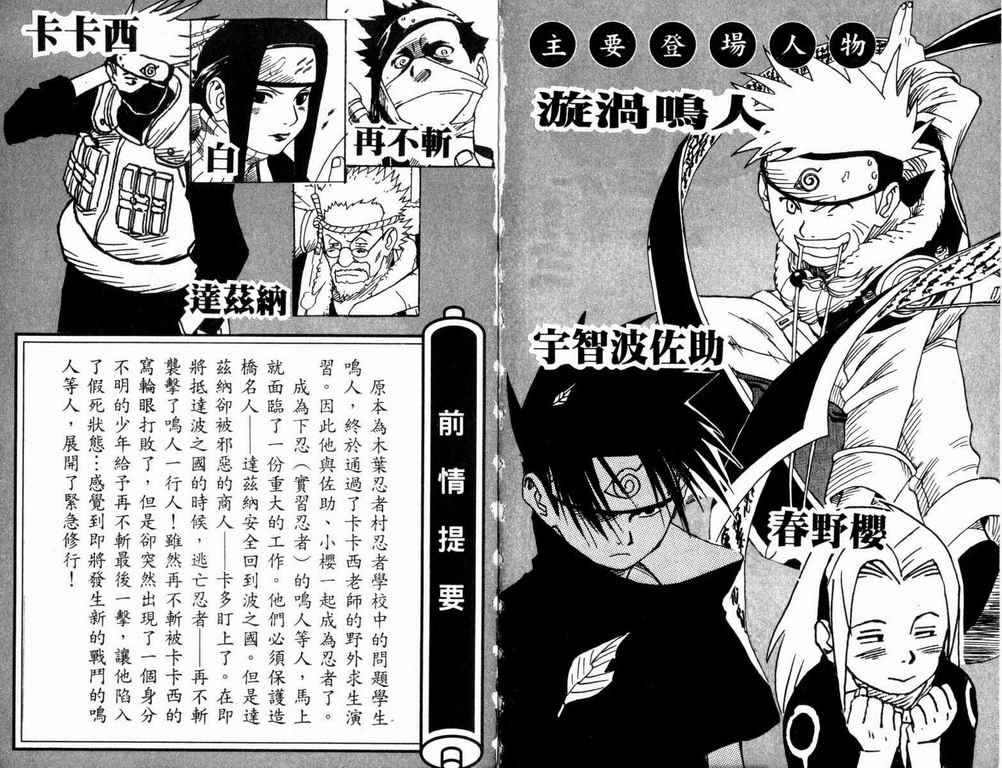 主要登場人物
漩渦鳴人
宇智波佐助
春野櫻
卡卡西
白
再不斬
達茲納
前情提要
原本為木葉忍者村忍者學校中的問題學生
鳴人，終於通過了卡卡西老師的野外求生演
習。因此他與佐助、小櫻一起成為忍者了。
成為下忍（實習忍者）的鳴人等人，馬上
就面臨了一份重大的工作。他們必須保護造
橋名人——達茲納安全回到波之國。但是達
茲納卻被邪惡的商人——卡多盯上了。在即
將抵達波之國的時候，逃亡忍者——再不斬
襲擊了鳴人一行人！雖然再不斬被卡卡西的
寫輪眼打敗了，但是卻突然出現了一個身分
不明的少年給予再不斬最後一擊，讓他陷入
了假死狀態…感覺到即將發生新的戰鬥的鳴
人等人，展開了緊急修行！